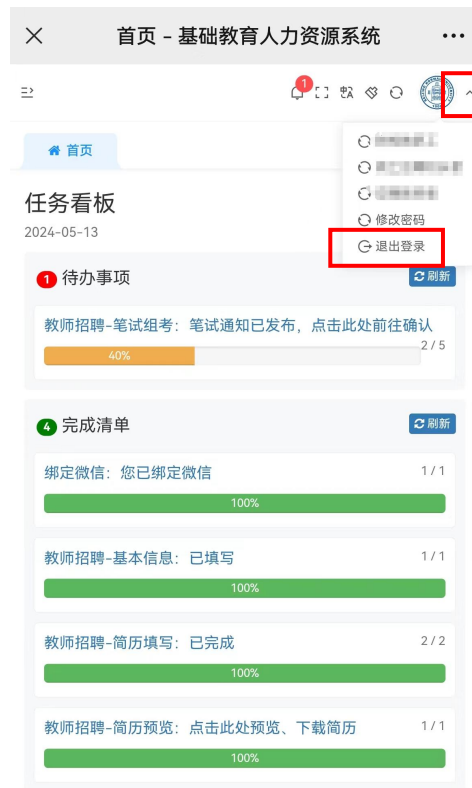 首页 - 基础教育人力资源系统
1
首页
修改密码
退出登录
任务看板
2024-05-13
1 待办事项
刷新
教师招聘-笔试组考：笔试通知已发布，点击此处前往确认
2 / 5
40%
4 完成清单
刷新
绑定微信：您已绑定微信
1 / 1
100%
教师招聘-基本信息：已填写
1 / 1
100%
教师招聘-简历填写：已完成
2 / 2
100%
教师招聘-简历预览：点击此处预览、下载简历
1 / 1
100%